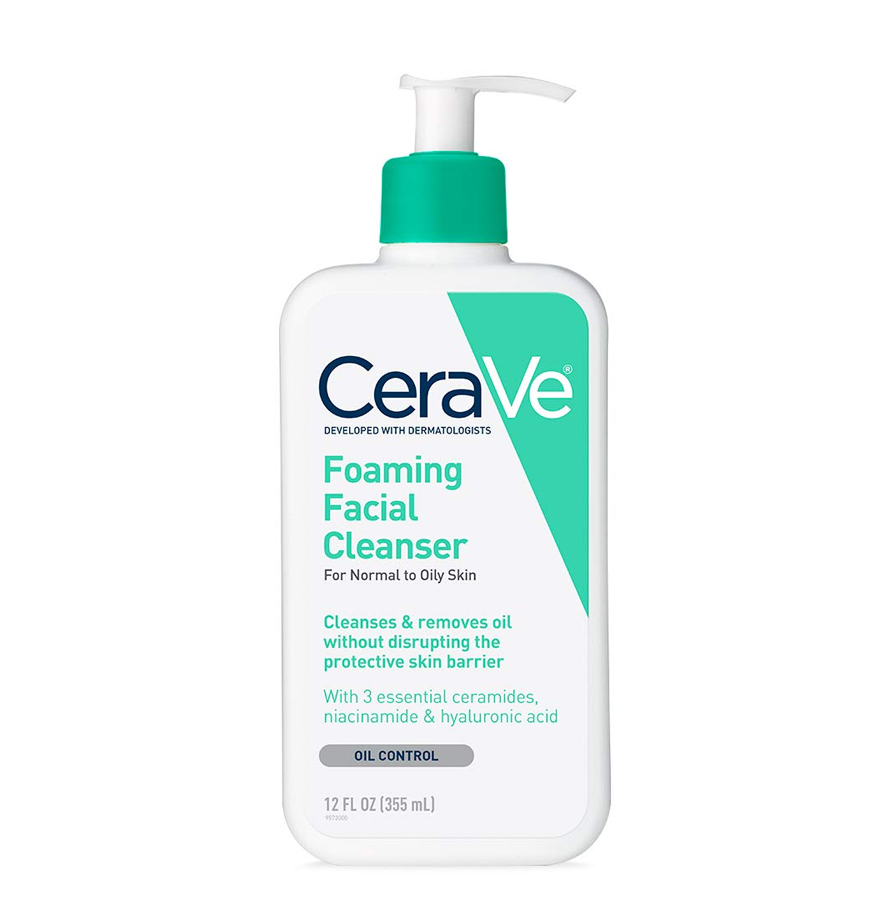 CeraVe®
DEVELOPED WITH DERMATOLOGISTS
Foaming
Facial
Cleanser
For Normal to Oily Skin
Cleanses & removes oil
without disrupting the
protective skin barrier
With 3 essential ceramides,
niacinamide & hyaluronic acid
OIL CONTROL
12 FL OZ (355 mL)